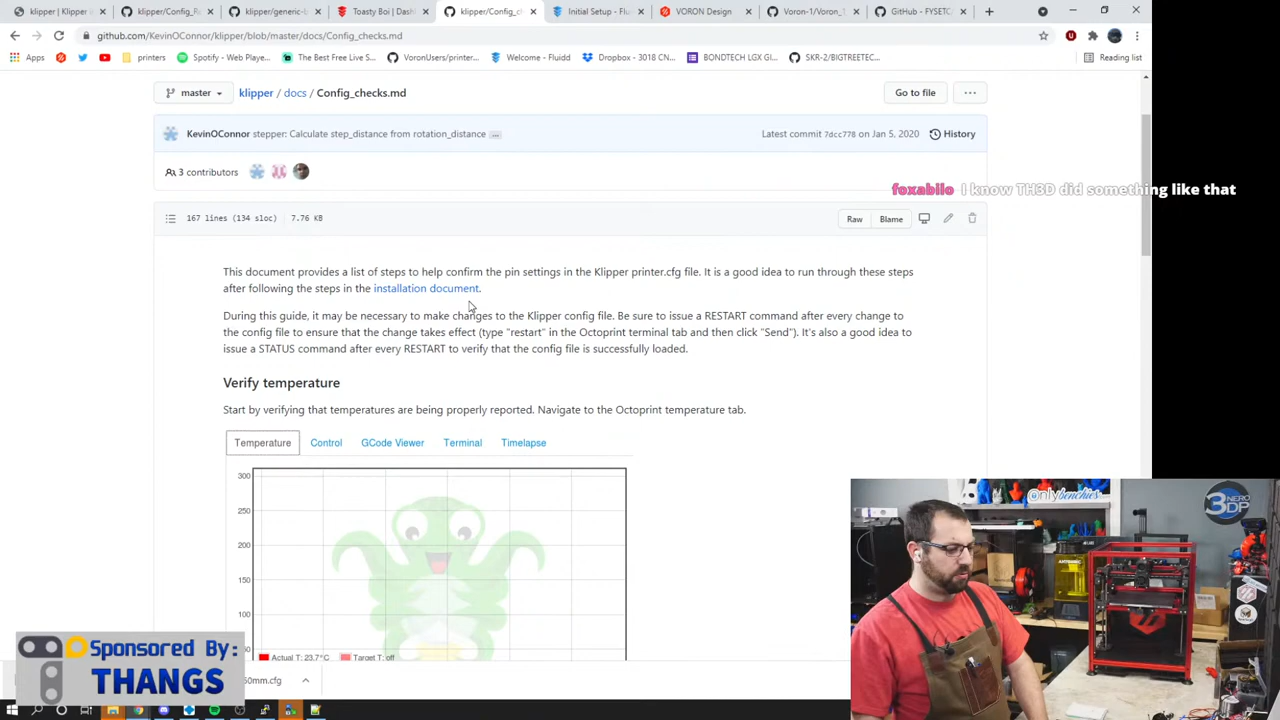 klipper | Klipper i
klipper/Config_Re
klipper/generic-b
Toasty Boi | Dash
klipper/Config_c
Initial Setup - Flu
VORON Design
Voron-1/Voron_1
GitHub - FYSETC
github.com/KevinOConnor/klipper/blob/master/docs/Config_checks.md
Apps
printers
Spotify - Web Playe...
The Best Free Live S...
VoronUsers/printer...
Welcome - Fluidd
Dropbox - 3018 CN...
BONDTECH LGX Gl...
SKR-2/BIGTREETEC...
Reading list
master
klipper / docs / Config_checks.md
Go to file
KevinOConnor stepper: Calculate step_distance from rotation_distance
Latest commit 7dcc778 on Jan 5, 2020
History
3 contributors
foxabilo I know TH3D did something like that
167 lines (134 sloc) 7.76 KB
Raw
Blame
This document provides a list of steps to help confirm the pin settings in the Klipper printer.cfg file. It is a good idea to run through these steps
after following the steps in the installation document.
During this guide, it may be necessary to make changes to the Klipper config file. Be sure to issue a RESTART command after every change to
the config file to ensure that the change takes effect (type "restart" in the Octoprint terminal tab and then click "Send"). It's also a good idea to
issue a STATUS command after every RESTART to verify that the config file is successfully loaded.
Verify temperature
Start by verifying that temperatures are being properly reported. Navigate to the Octoprint temperature tab.
Temperature
Control
GCode Viewer
Terminal
Timelapse
300
250
200
150
100
Actual T: 23.7°C
Target T: off
Sponsored By:
THANGS
50mm.cfg
@onlybenchies
NERO
3DP